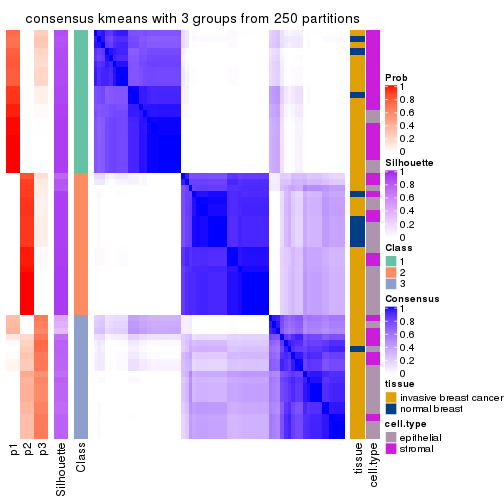 consensus kmeans with 3 groups from 250 partitions
Prob
1
0.8
0.6
0.4
0.2
0
Silhouette
1
0.8
0.6
0.4
0.2
0
Class
1
2
3
Consensus
1
0.8
0.6
0.4
0.2
0
tissue
invasive breast cancer
normal breast
cell.type
epithelial
stromal
p1
p2
p3
Silhouette
Class
tissue
cell.type